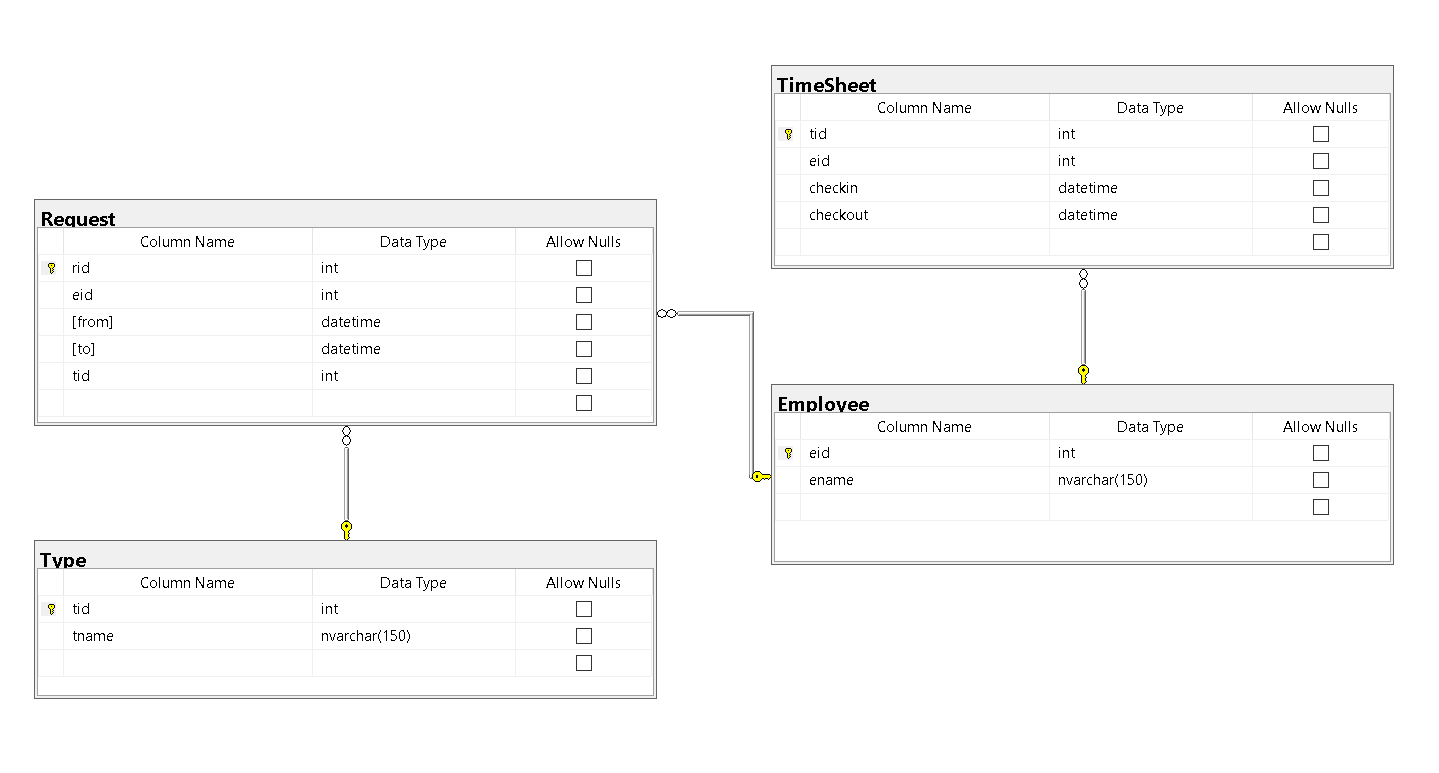 TimeSheet
Column Name Data Type Allow Nulls
tid int
eid int
checkin datetime
checkout datetime
Request
Column Name Data Type Allow Nulls
rid int
eid int
[from] datetime
[to] datetime
tid int
Employee
Column Name Data Type Allow Nulls
eid int
ename nvarchar(150)
Type
Column Name Data Type Allow Nulls
tid int
tname nvarchar(150)